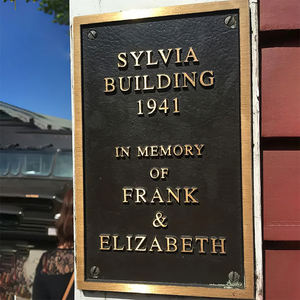 SYLVIA
BUILDING
1941
IN MEMORY
OF
FRANK
&
ELIZABETH